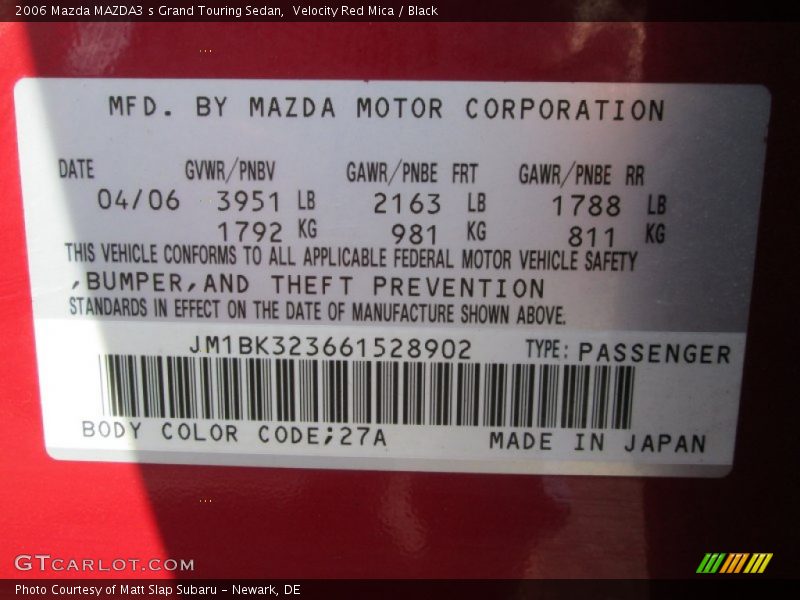 2006 Mazda MAZDA3 s Grand Touring Sedan,  Velocity Red Mica / Black
MFD. BY MAZDA MOTOR CORPORATION
DATE GVWR/PNBV GAWR/PNBE FRT GAWR/PNBE RR
04/06 3951 LB 2163 LB 1788 LB
1792 KG 981 KG 811 KG
THIS VEHICLE CONFORMS TO ALL APPLICABLE FEDERAL MOTOR VEHICLE SAFETY
,BUMPER,AND THEFT PREVENTION
STANDARDS IN EFFECT ON THE DATE OF MANUFACTURE SHOWN ABOVE.
JM1BK323661528902 TYPE: PASSENGER
BODY COLOR CODE;27A MADE IN JAPAN
GTCARLOT.COM
Photo Courtesy of Matt Slap Subaru - Newark, DE